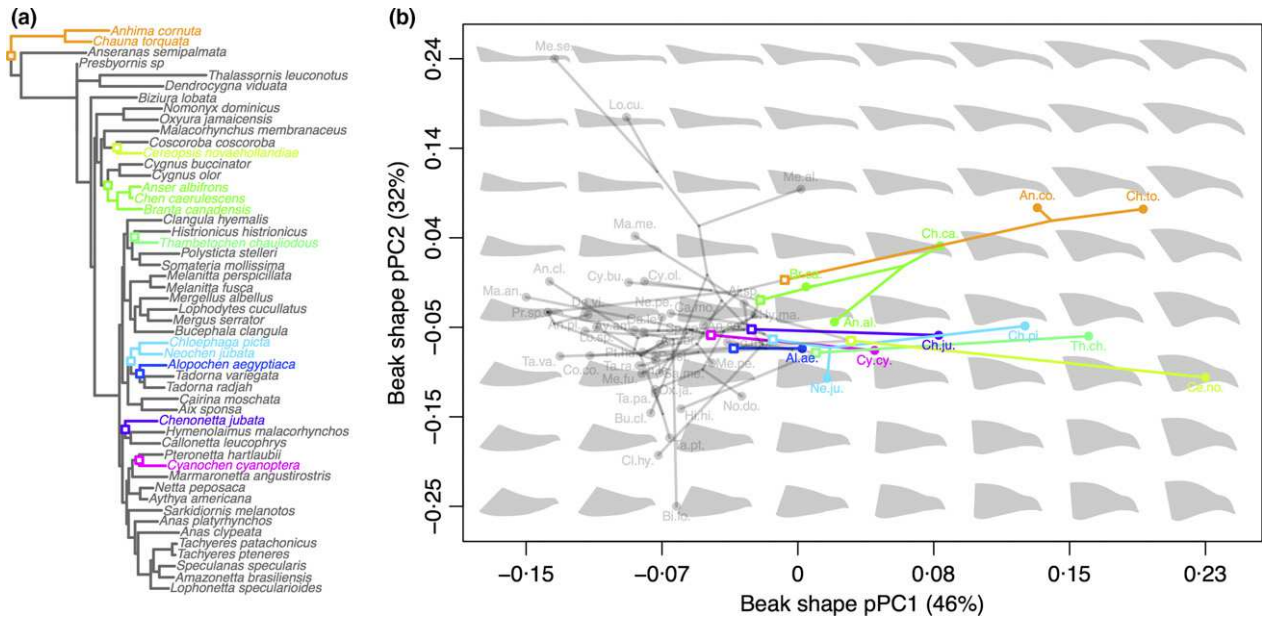 (a)
Anhima cornuta
Chauna torquata
Anseranas semipalmata
Presbyornis sp
Thalassornis leuconotus
Dendrocygna viduata
Biziura lobata
Nomonyx dominicus
Oxyura jamaicensis
Malacorhynchus membranaceus
Coscoroba coscoroba
Cereopsis novaehollandiae
Cygnus buccinator
Cygnus olor
Anser albifrons
Chen caerulescens
Branta canadensis
Clangula hyemalis
Histrionicus histrionicus
Thambetochen chauliodous
Polysticta stelleri
Somateria mollissima
Melanitta perspicillata
Melanitta fusca
Mergellus albellus
Lophodytes cucullatus
Mergus serrator
Bucephala clangula
Chloephaga picta
Neochen jubata
Alopochen aegyptiaca
Tadorna variegata
Tadorna radjah
Cairina moschata
Aix sponsa
Chenonetta jubata
Hymenolaimus malacorhynchos
Callonetta leucophrys
Pteronetta hartlaubii
Cyanochen cyanoptera
Marmaronetta angustirostris
Netta peposaca
Aythya americana
Sarkidiornis melanotos
Anas platyrhynchos
Anas clypeata
Tachyeres patachonicus
Tachyeres pteneres
Speculanas specularis
Amazonetta brasiliensis
Lophonetta specularioides
(b)
Beak shape pPC2 (32%)
0·24
0·14
0·04
−0·05
−0·15
−0·25
Me.se.
Lo.cu.
Me.al.
An.co.
Ch.to.
Ma.me.
Ch.ca.
An.cl.
Cy.bu.
Cy.ol.
Br.ca.
Ma.an.
Ne.pe.
Pr.sp.
An.al.
Ch.pi.
Ch.ju.
Th.ch.
Ta.va.
Co.co.
Ta.ra.
Me.fu.
Me.pe.
Al.ae.
Cy.cy.
Ne.ju.
Ce.no.
Ta.pa.
Ox.ja.
No.do.
Bu.cl.
Hi.hi.
Ta.pt.
Cl.hy.
Bi.lo.
−0·15
−0·07
0
0·08
0·15
0·23
Beak shape pPC1 (46%)